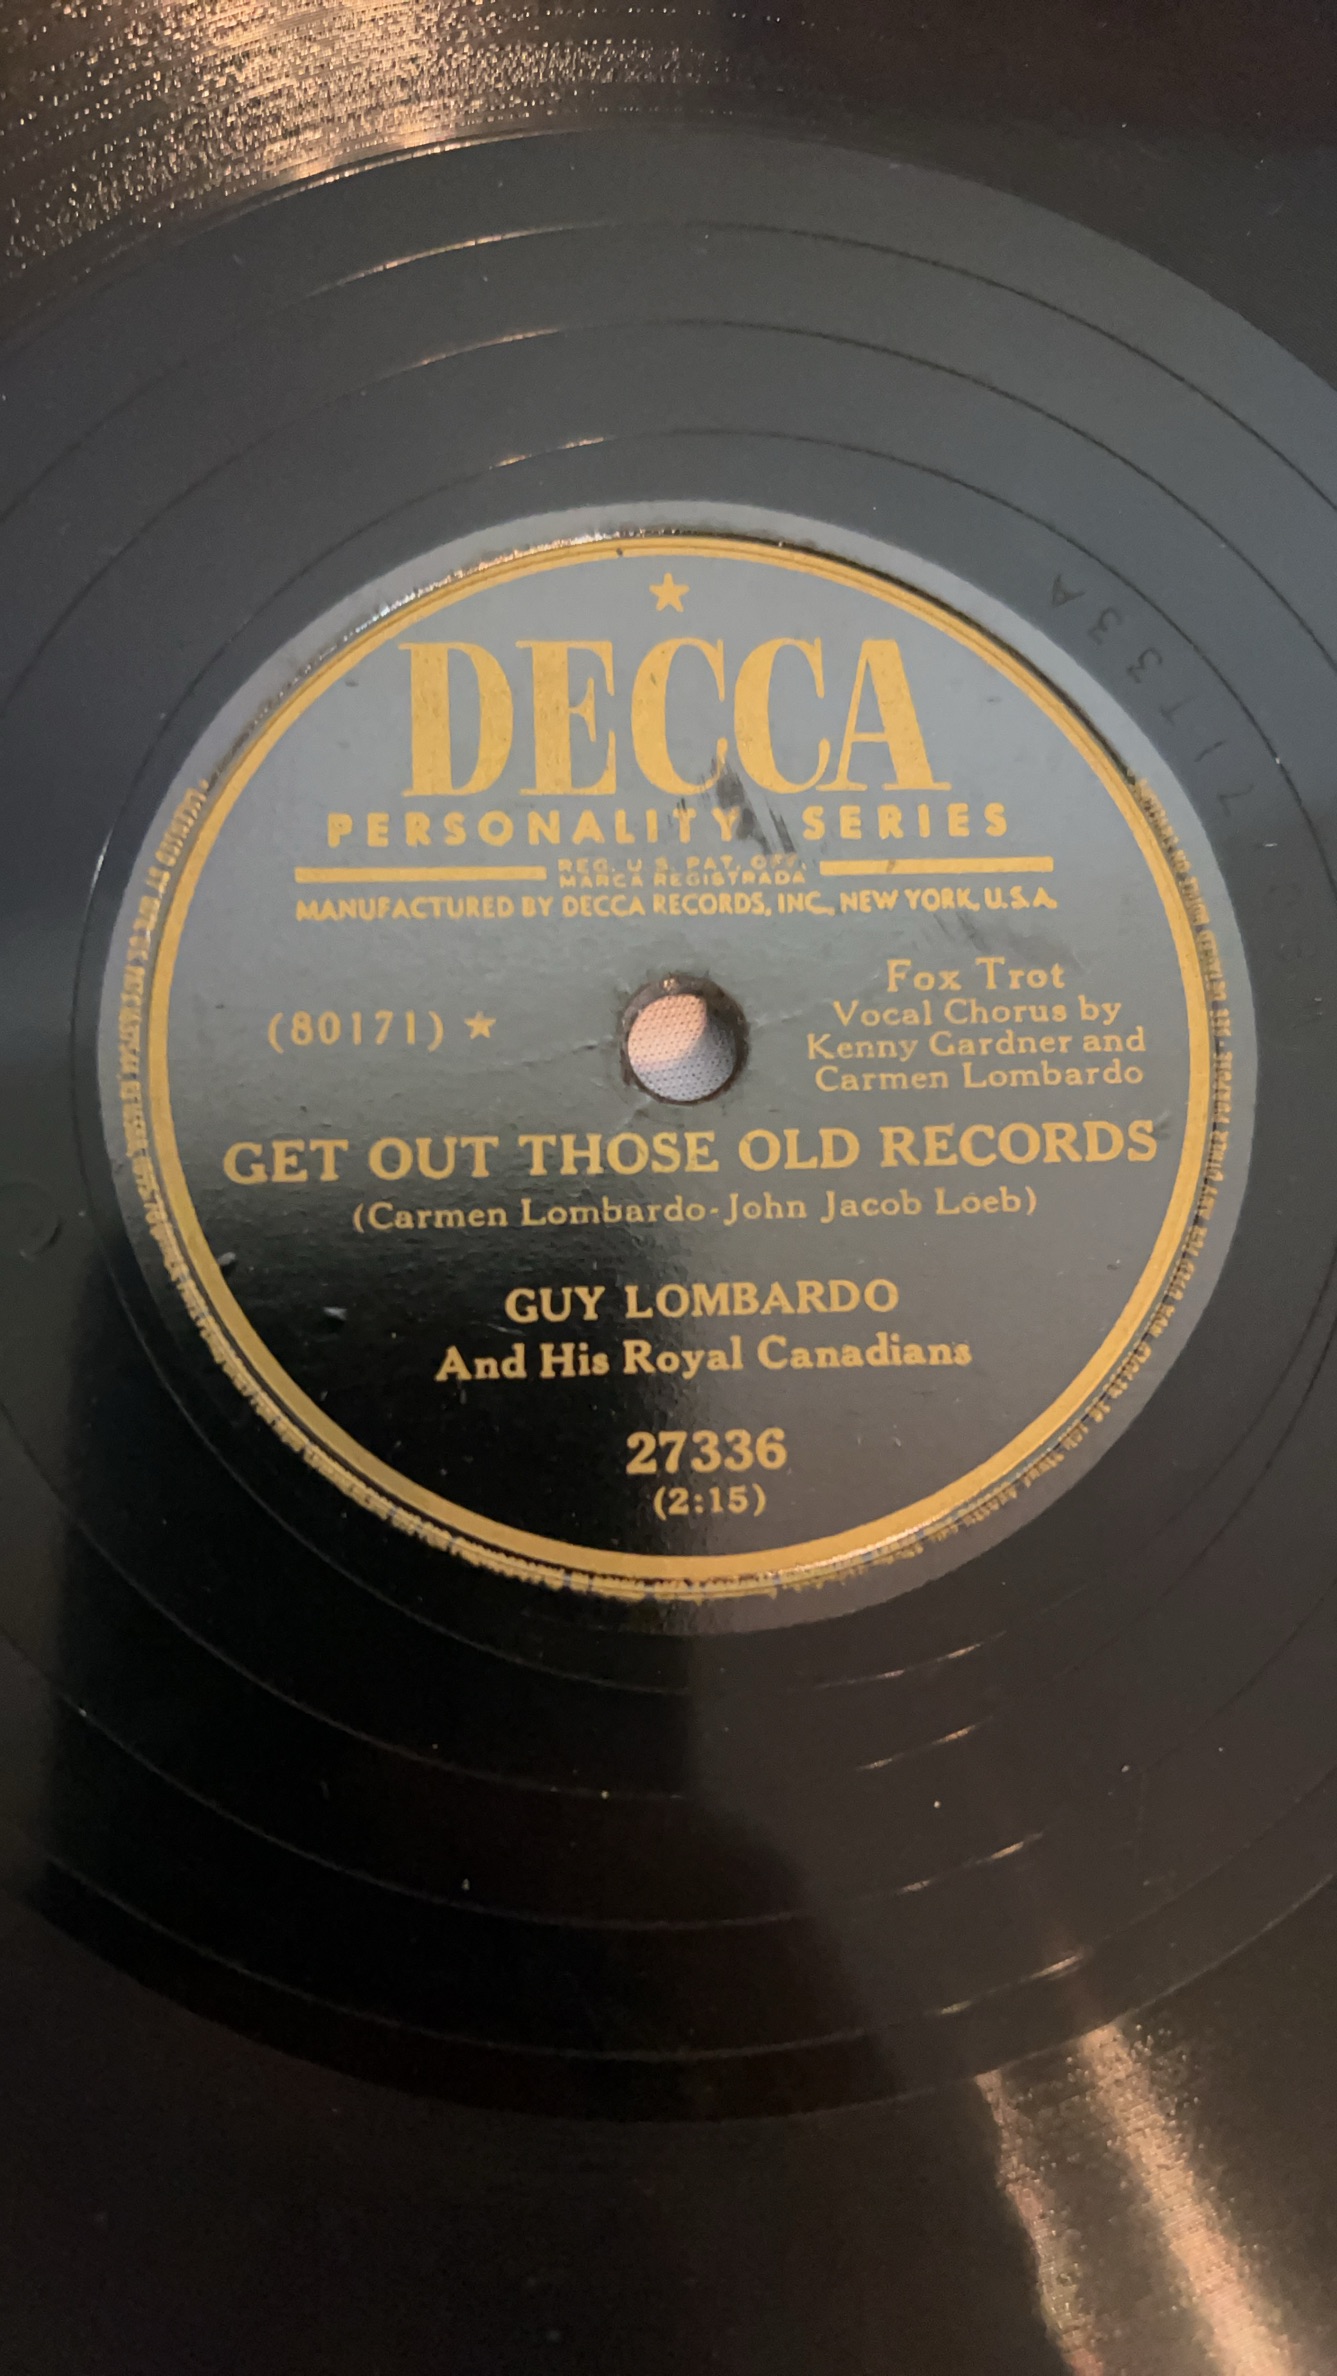 DECCA
PERSONALITY SERIES
REG. U.S. PAT. OFF.
MARCA REGISTRADA
MANUFACTURED BY DECCA RECORDS, INC., NEW YORK, U.S.A.
(80171) ★
Fox Trot
Vocal Chorus by
Kenny Gardner and
Carmen Lombardo
GET OUT THOSE OLD RECORDS
(Carmen Lombardo-John Jacob Loeb)
GUY LOMBARDO
And His Royal Canadians
27336
(2:15)